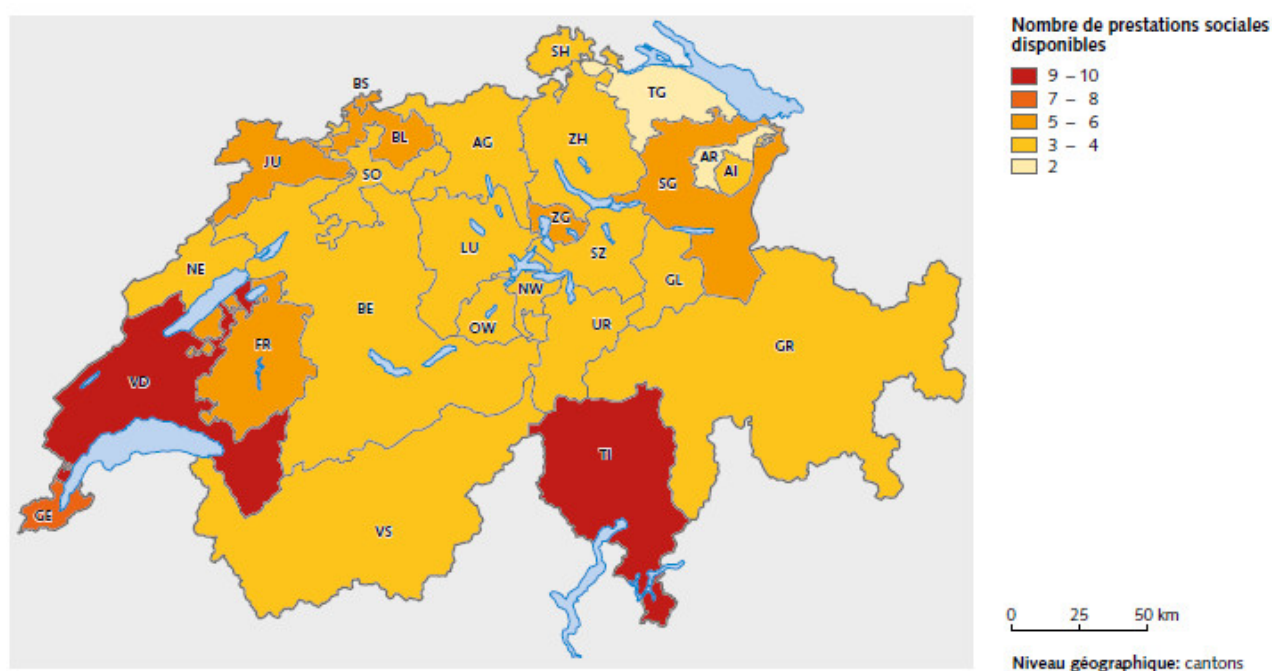 Nombre de prestations sociales
disponibles
9 – 10
7 – 8
5 – 6
3 – 4
2
SH
BS
TG
BL
AG
ZH
JU
AR
AI
SO
SG
ZG
LU
SZ
NE
GL
NW
BE
OW
UR
FR
GR
VD
TI
GE
VS
0 25 50 km
Niveau géographique: cantons